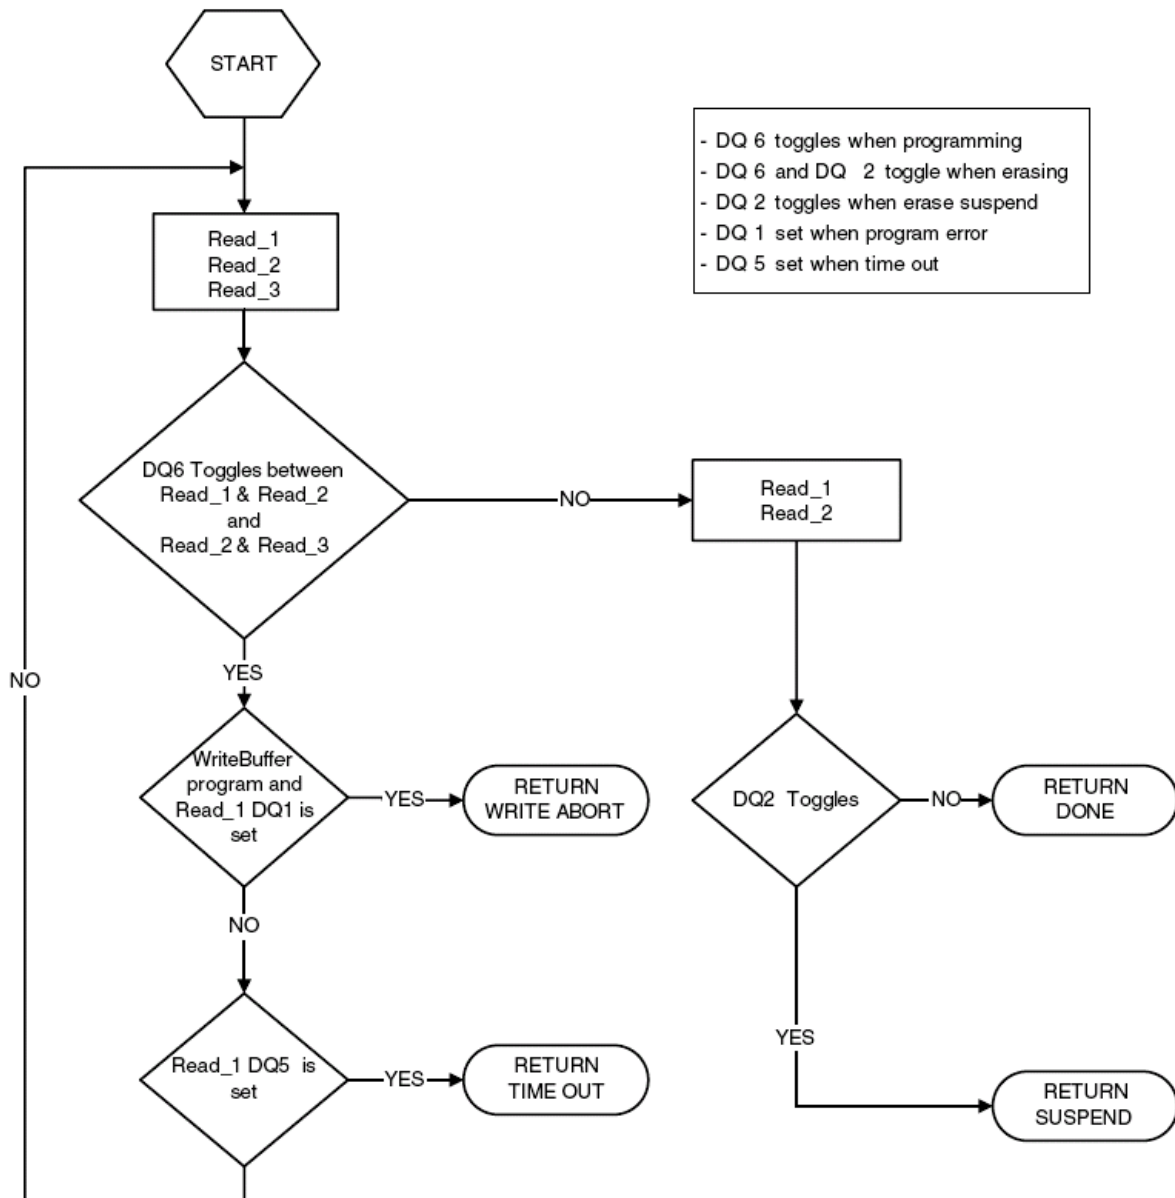 START
- DQ 6 toggles when programming
- DQ 6 and DQ 2 toggle when erasing
- DQ 2 toggles when erase suspend
- DQ 1 set when program error
- DQ 5 set when time out
Read_1
Read_2
Read_3
DQ6 Toggles between
Read_1 & Read_2
and
Read_2 & Read_3
NO
Read_1
Read_2
YES
NO
WriteBuffer
program and
Read_1 DQ1 is
set
YES
RETURN
WRITE ABORT
DQ2 Toggles
NO
RETURN
DONE
NO
YES
Read_1 DQ5 is
set
YES
RETURN
TIME OUT
RETURN
SUSPEND